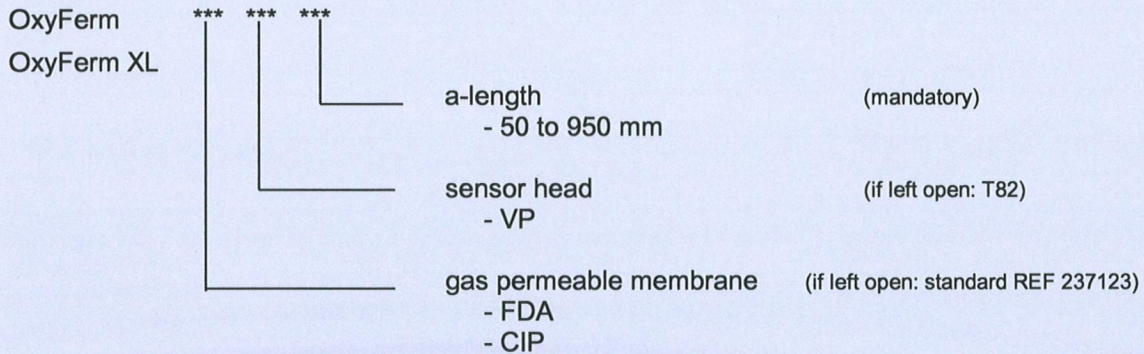 OxyFerm *** *** ***
OxyFerm XL
a-length (mandatory)
- 50 to 950 mm
sensor head (if left open: T82)
- VP
gas permeable membrane (if left open: standard REF 237123)
- FDA
- CIP